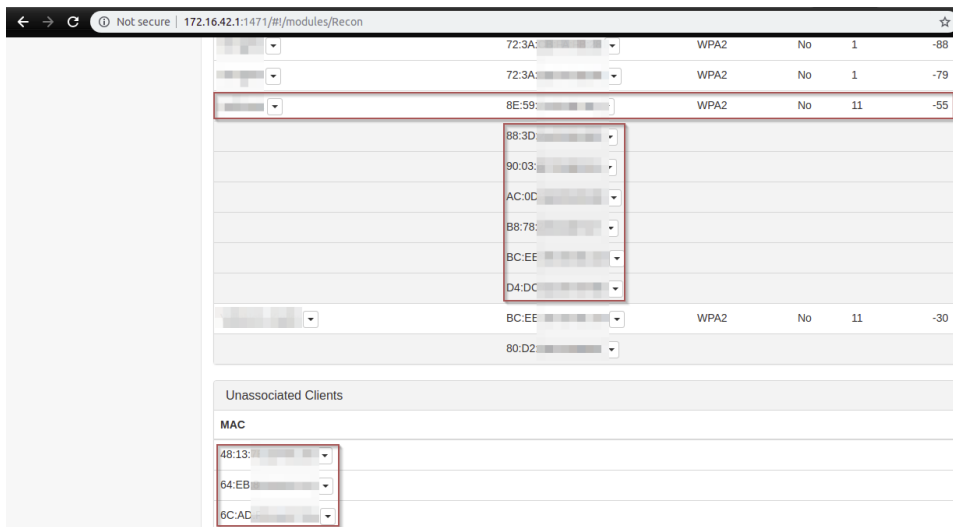 Not secure 172.16.42.1:1471/#!/modules/Recon
72:3A: WPA2 No 1 -88
72:3A: WPA2 No 1 -79
8E:59: WPA2 No 11 -55
88:3D:
90:03:
AC:0D
B8:78:
BC:EE
D4:DC
BC:EE WPA2 No 11 -30
80:D2:
Unassociated Clients
MAC
48:13:
64:EB
6C:AD